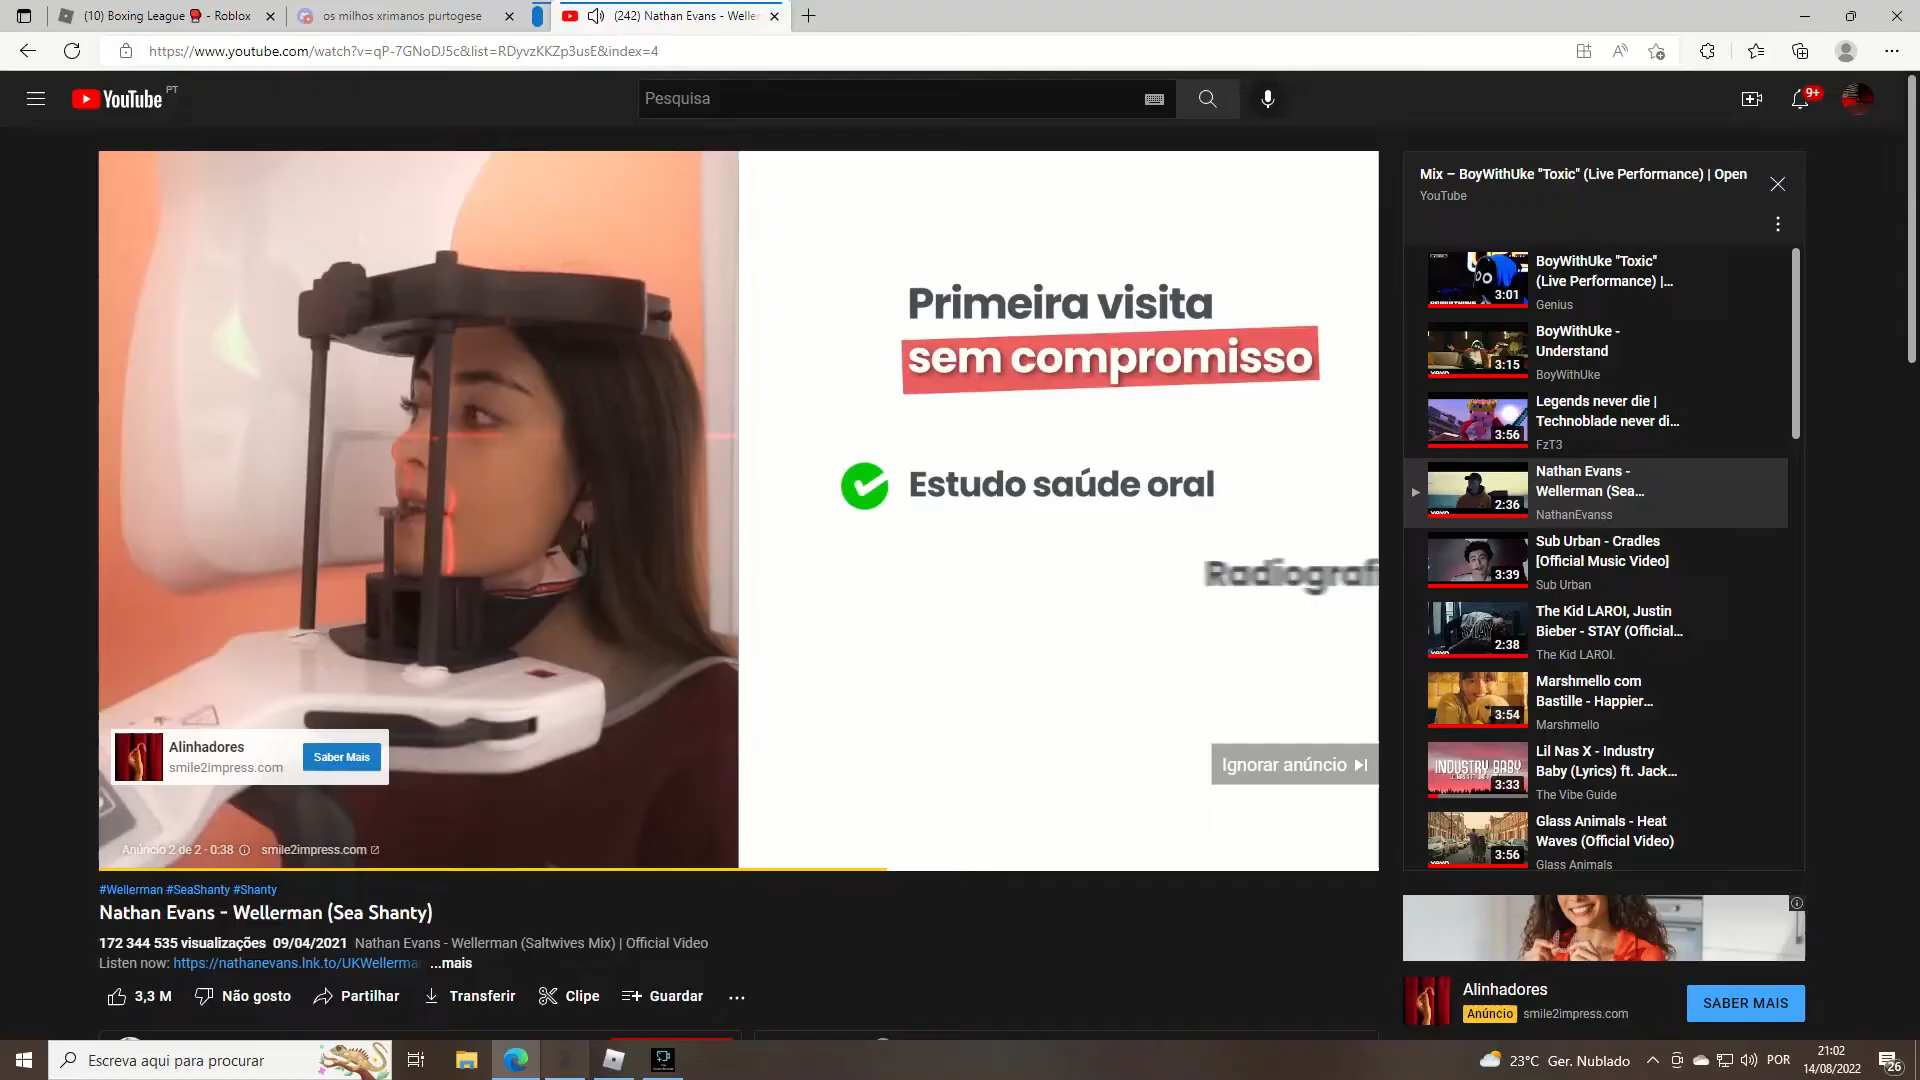 (10) Boxing League 🥊 - Roblox
os milhos xrimanos purtogese
(242) Nathan Evans - Weller
https://www.youtube.com/watch?v=qP-7GNoDJ5c&list=RDyvzKKZp3usE&index=4
YouTube PT
Pesquisa
9+
Primeira visita
sem compromisso
Estudo saúde oral
Radiografi
Alinhadores
smile2impress.com
Saber Mais
Ignorar anúncio
Anúncio 2 de 2 · 0:38 smile2impress.com
#Wellerman #SeaShanty #Shanty
Nathan Evans - Wellerman (Sea Shanty)
172 344 535 visualizações 09/04/2021 Nathan Evans - Wellerman (Saltwives Mix) | Official Video
Listen now: https://nathanevans.lnk.to/UKWellerma ...mais
3,3 M Não gosto Partilhar Transferir Clipe Guardar
Mix – BoyWithUke "Toxic" (Live Performance) | Open
YouTube
BoyWithUke "Toxic"
(Live Performance) |...
3:01
Genius
BoyWithUke -
Understand
3:15
BoyWithUke
Legends never die |
Technoblade never di...
3:56
FzT3
Nathan Evans -
Wellerman (Sea...
2:36
NathanEvanss
Sub Urban - Cradles
[Official Music Video]
3:39
Sub Urban
The Kid LAROI, Justin
Bieber - STAY (Official...
STAY
2:38
The Kid LAROI.
Marshmello com
Bastille - Happier...
3:54
Marshmello
Lil Nas X - Industry
Baby (Lyrics) ft. Jack...
INDUSTRY BABY
3:33
The Vibe Guide
Glass Animals - Heat
Waves (Official Video)
3:56
Glass Animals
Alinhadores
Anúncio smile2impress.com
SABER MAIS
Escreva aqui para procurar
23°C Ger. Nublado
POR
21:02
14/08/2022
26